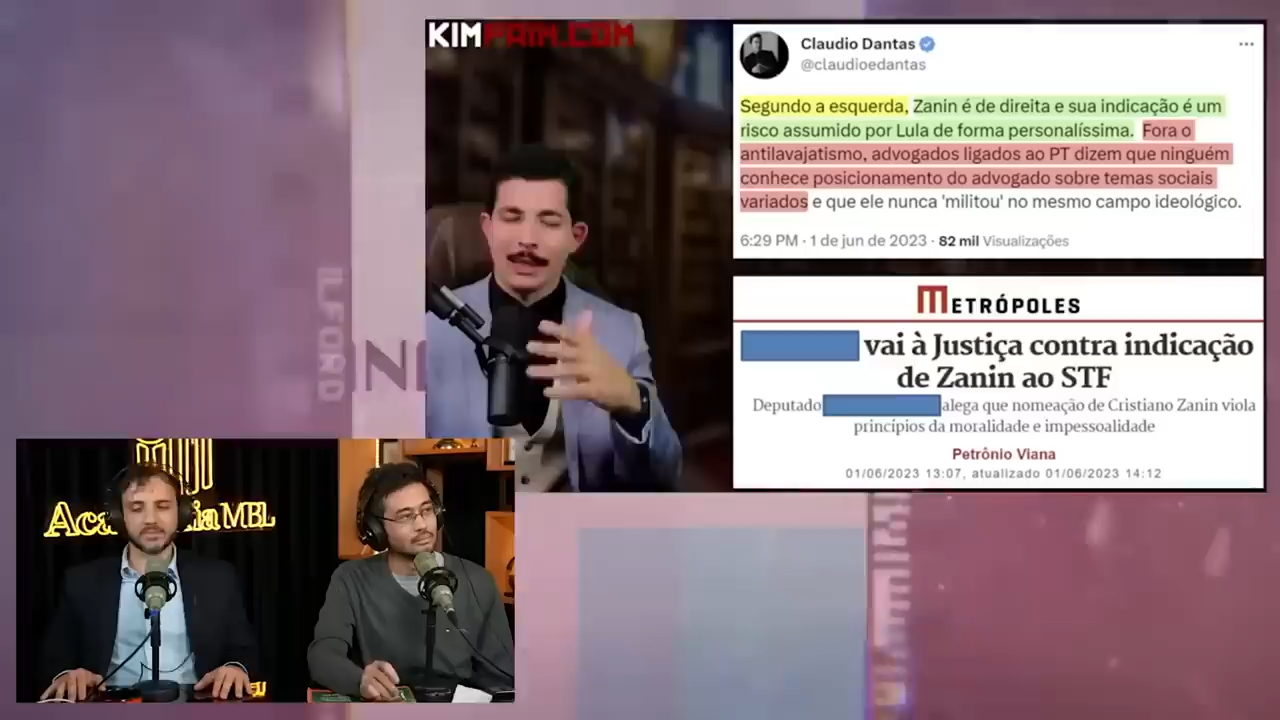 KIMPAIM.COM
Claudio Dantas
@claudioedantas
Segundo a esquerda, Zanin é de direita e sua indicação é um
risco assumido por Lula de forma personalíssima. Fora o
antilavajatismo, advogados ligados ao PT dizem que ninguém
conhece posicionamento do advogado sobre temas sociais
variados e que ele nunca 'militou' no mesmo campo ideológico.
6:29 PM · 1 de jun de 2023 · 82 mil Visualizações
METRÓPOLES
vai à Justiça contra indicação
de Zanin ao STF
Deputado alega que nomeação de Cristiano Zanin viola
princípios da moralidade e impessoalidade
Petrônio Viana
01/06/2023 13:07, atualizado 01/06/2023 14:12
ILFORD
MBL